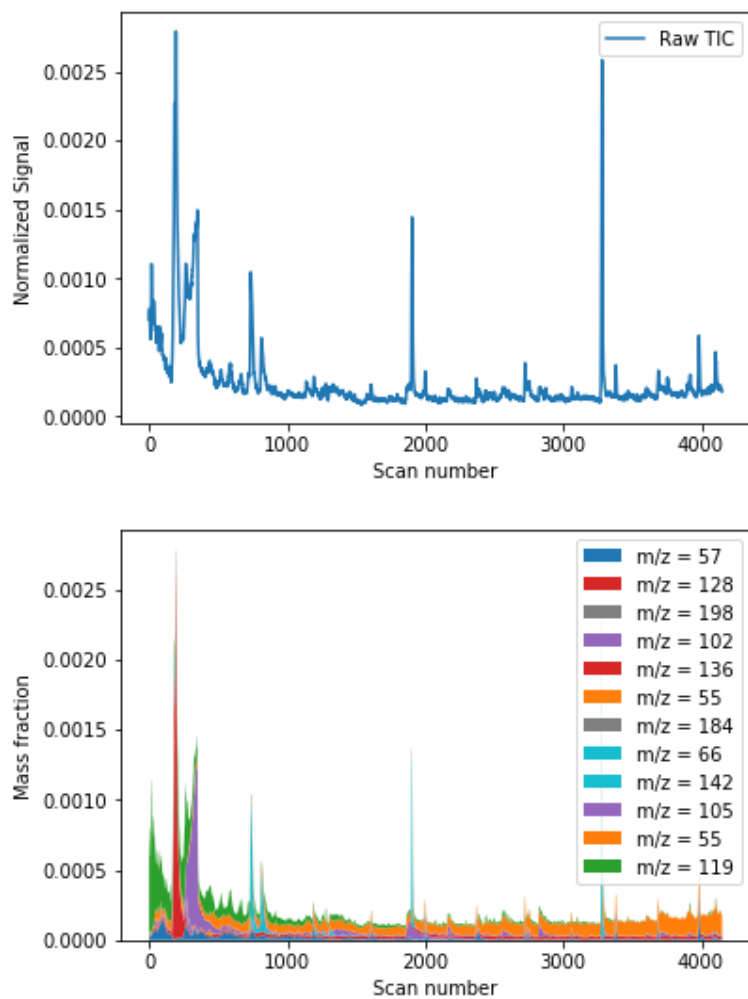 Raw TIC
0.0025
0.0020
0.0015
0.0010
0.0005
0.0000
Normalized Signal
0 1000 2000 3000 4000
Scan number
m/z = 57
m/z = 128
m/z = 198
m/z = 102
m/z = 136
m/z = 55
m/z = 184
m/z = 66
m/z = 142
m/z = 105
m/z = 55
m/z = 119
0.0025
0.0020
0.0015
0.0010
0.0005
0.0000
Mass fraction
0 1000 2000 3000 4000
Scan number